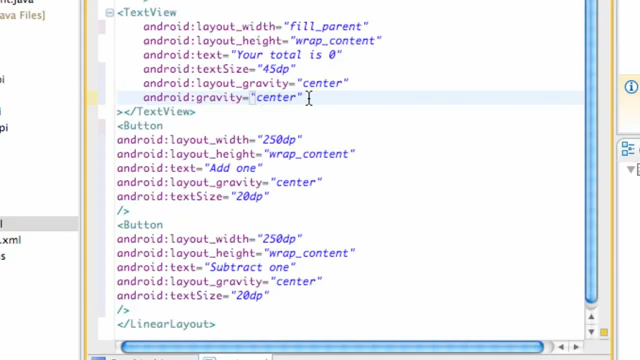 .java
ava Files]
<TextView
android:layout_width="fill_parent"
android:layout_height="wrap_content"
android:text="Your total is 0"
android:textSize="45dp"
android:layout_gravity="center"
android:gravity="center"
></TextView>
<Button
android:layout_width="250dp"
android:layout_height="wrap_content"
android:text="Add one"
android:layout_gravity="center"
android:textSize="20dp"
/>
<Button
android:layout_width="250dp"
android:layout_height="wrap_content"
android:text="Subtract one"
android:layout_gravity="center"
android:textSize="20dp"
/>
</LinearLayout>
pi
pi
l
.xml
s